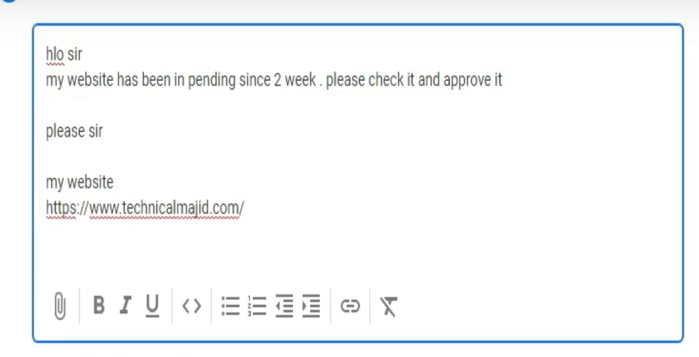 hlo sir
my website has been in pending since 2 week . please check it and approve it
please sir
my website
https://www.technicalmajid.com/
B I U